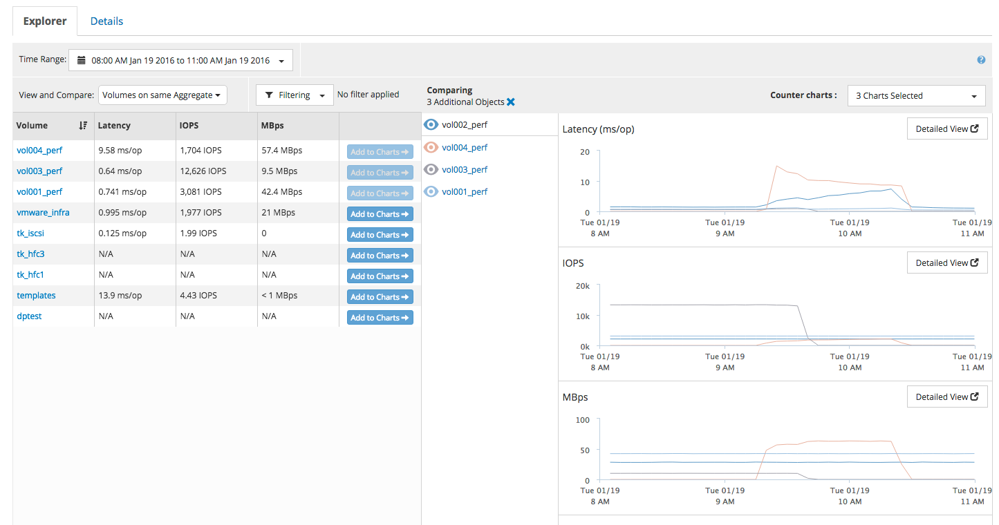 Explorer Details
Time Range: 08:00 AM Jan 19 2016 to 11:00 AM Jan 19 2016
View and Compare: Volumes on same Aggregate Filtering No filter applied
Comparing
3 Additional Objects
Counter charts : 3 Charts Selected
Volume Latency IOPS MBps
vol004_perf 9.58 ms/op 1,704 IOPS 57.4 MBps Add to Charts
vol003_perf 0.64 ms/op 12,626 IOPS 9.5 MBps Add to Charts
vol001_perf 0.741 ms/op 3,081 IOPS 42.4 MBps Add to Charts
vmware_infra 0.995 ms/op 1,977 IOPS 21 MBps Add to Charts
tk_iscsi 0.125 ms/op 1.99 IOPS 0 Add to Charts
tk_hfc3 N/A N/A N/A Add to Charts
tk_hfc1 N/A N/A N/A Add to Charts
templates 13.9 ms/op 4.43 IOPS < 1 MBps Add to Charts
dptest N/A N/A N/A Add to Charts
vol002_perf
vol004_perf
vol003_perf
vol001_perf
Latency (ms/op) Detailed View
20
10
0
Tue 01/19 Tue 01/19 Tue 01/19 Tue 01/19
8 AM 9 AM 10 AM 11 AM
IOPS Detailed View
20k
10k
0k
Tue 01/19 Tue 01/19 Tue 01/19 Tue 01/19
8 AM 9 AM 10 AM 11 AM
MBps Detailed View
100
50
0
Tue 01/19 Tue 01/19 Tue 01/19 Tue 01/19
8 AM 9 AM 10 AM 11 AM